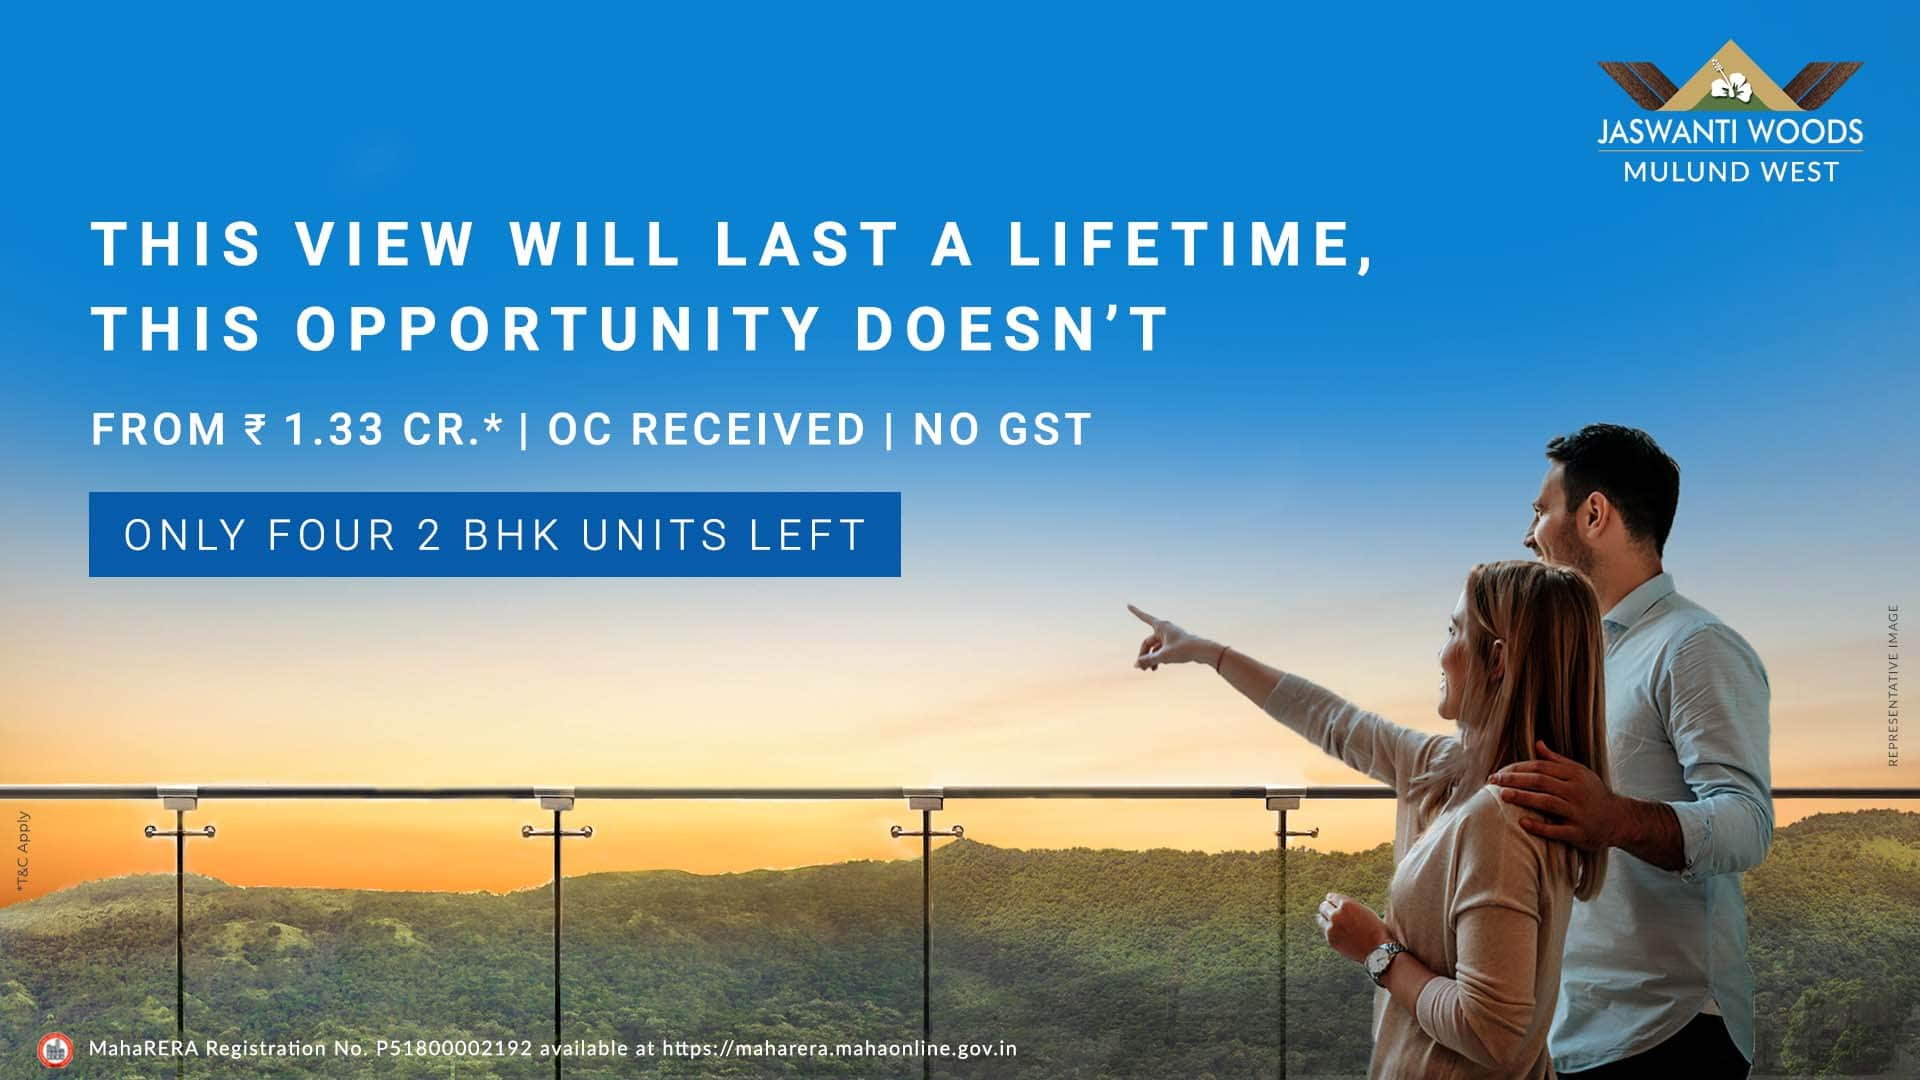 JASWANTI WOODS
MULUND WEST
THIS VIEW WILL LAST A LIFETIME,
THIS OPPORTUNITY DOESN’T
FROM ₹ 1.33 CR.* | OC RECEIVED | NO GST
ONLY FOUR 2 BHK UNITS LEFT
REPRESENTATIVE IMAGE
*T&C Apply
MahaRERA Registration No. P51800002192 available at https://maharera.mahaonline.gov.in